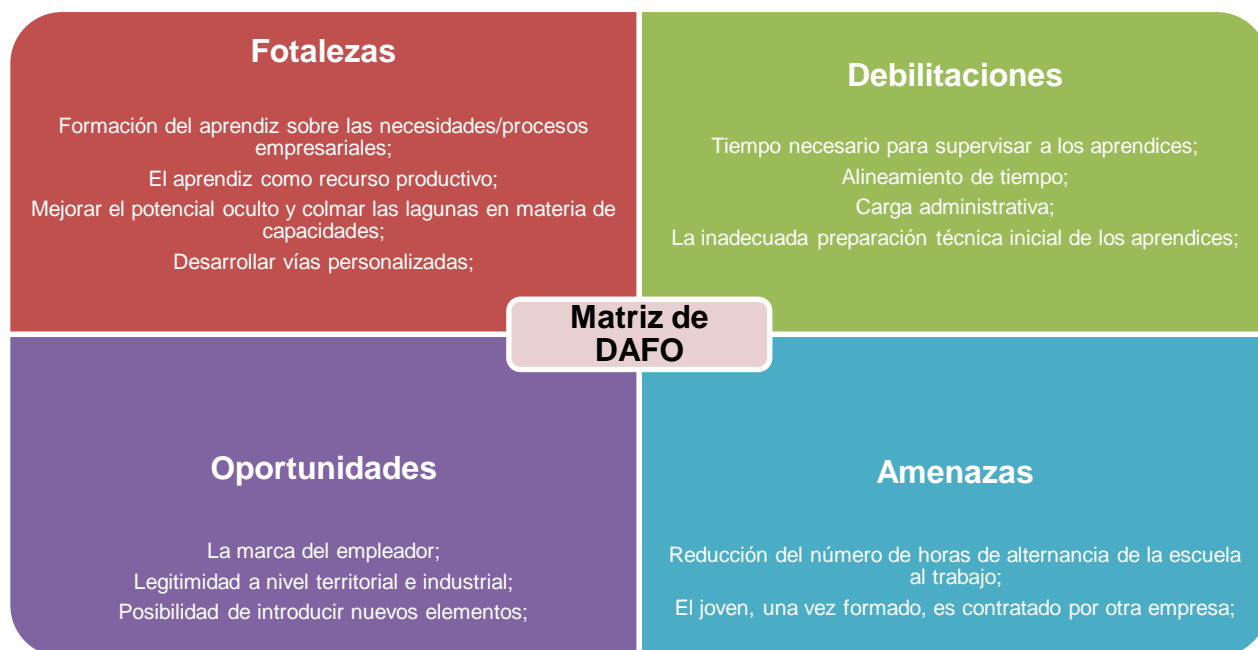 Fotalezas
Formación del aprendiz sobre las necesidades/procesos
empresariales;
El aprendiz como recurso productivo;
Mejorar el potencial oculto y colmar las lagunas en materia de
capacidades;
Desarrollar vías personalizadas;
Debilitaciones
Tiempo necesario para supervisar a los aprendices;
Alineamiento de tiempo;
Carga administrativa;
La inadecuada preparación técnica inicial de los aprendices;
Matriz de
DAFO
Oportunidades
La marca del empleador;
Legitimidad a nivel territorial e industrial;
Posibilidad de introducir nuevos elementos;
Amenazas
Reducción del número de horas de alternancia de la escuela
al trabajo;
El joven, una vez formado, es contratado por otra empresa;